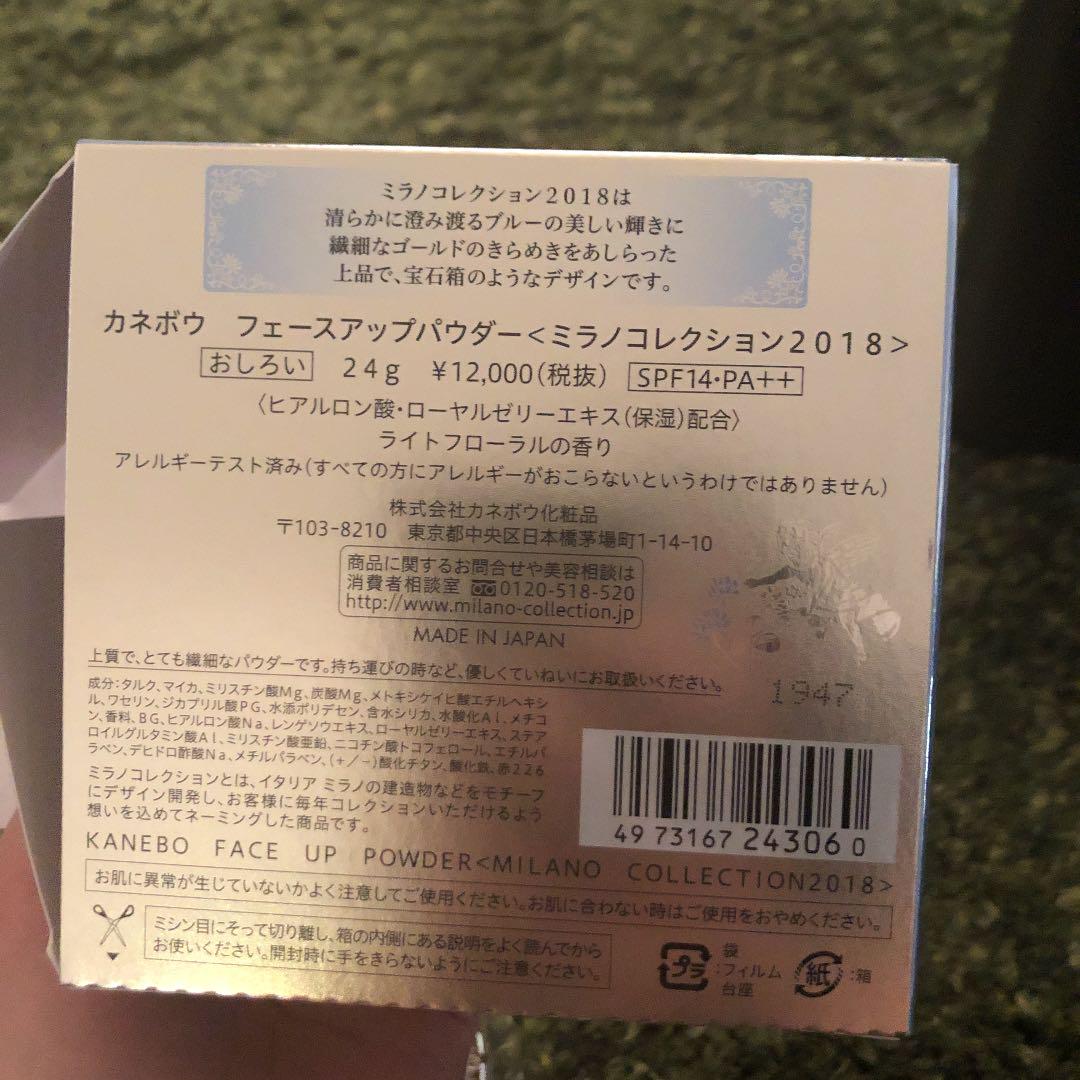 ミラノコレクション2018は
清らかに澄み渡るブルーの美しい輝きに
繊細なゴールドのきらめきをあしらった
上品で、宝石箱のようなデザインです。
カネボウ フェースアップパウダー<ミラノコレクション2018>
おしろい 24g ¥12,000(税抜) SPF14・PA++
〈ヒアルロン酸・ローヤルゼリーエキス(保湿)配合〉
ライトフローラルの香り
アレルギーテスト済み(すべての方にアレルギーがおこらないというわけではありません)
株式会社カネボウ化粧品
〒103-8210 東京都中央区日本橋茅場町1-14-10
商品に関するお問合せや美容相談は
消費者相談室 0120-518-520
http://www.milano-collection.jp
MADE IN JAPAN
上質で、とても繊細なパウダーです。持ち運びの時など、優しくていねいにお取扱いください。
1947
成分:タルク、マイカ、ミリスチン酸Mg、炭酸Mg、メトキシケイヒ酸エチルヘキシ
ル、ワセリン、ジカプリル酸PG、水添ポリデセン、含水シリカ、水酸化Al、メチコ
ン、香料、BG、ヒアルロン酸Na、レンゲソウエキス、ローヤルゼリーエキス、ステア
ロイルグルタミン酸Al、ミリスチン酸亜鉛、ニコチン酸トコフェロール、エチルパ
ラベン、デヒドロ酢酸Na、メチルパラベン、(+/-)酸化チタン、酸化鉄、赤226
ミラノコレクションとは、イタリア ミラノの建造物などをモチーフ
にデザイン開発し、お客様に毎年コレクションいただけるよう
想いを込めてネーミングした商品です。
4973167243060
KANEBO FACE UP POWDER<MILANO COLLECTION2018>
お肌に異常が生じていないかよく注意してご使用ください。お肌に合わない時はご使用をおやめください。
ミシン目にそって切り離し、箱の内側にある説明をよく読んでから
お使いください。開封時に手をきらないようにご注意ください。
プラ
袋
:フィルム
台座
紙 :箱